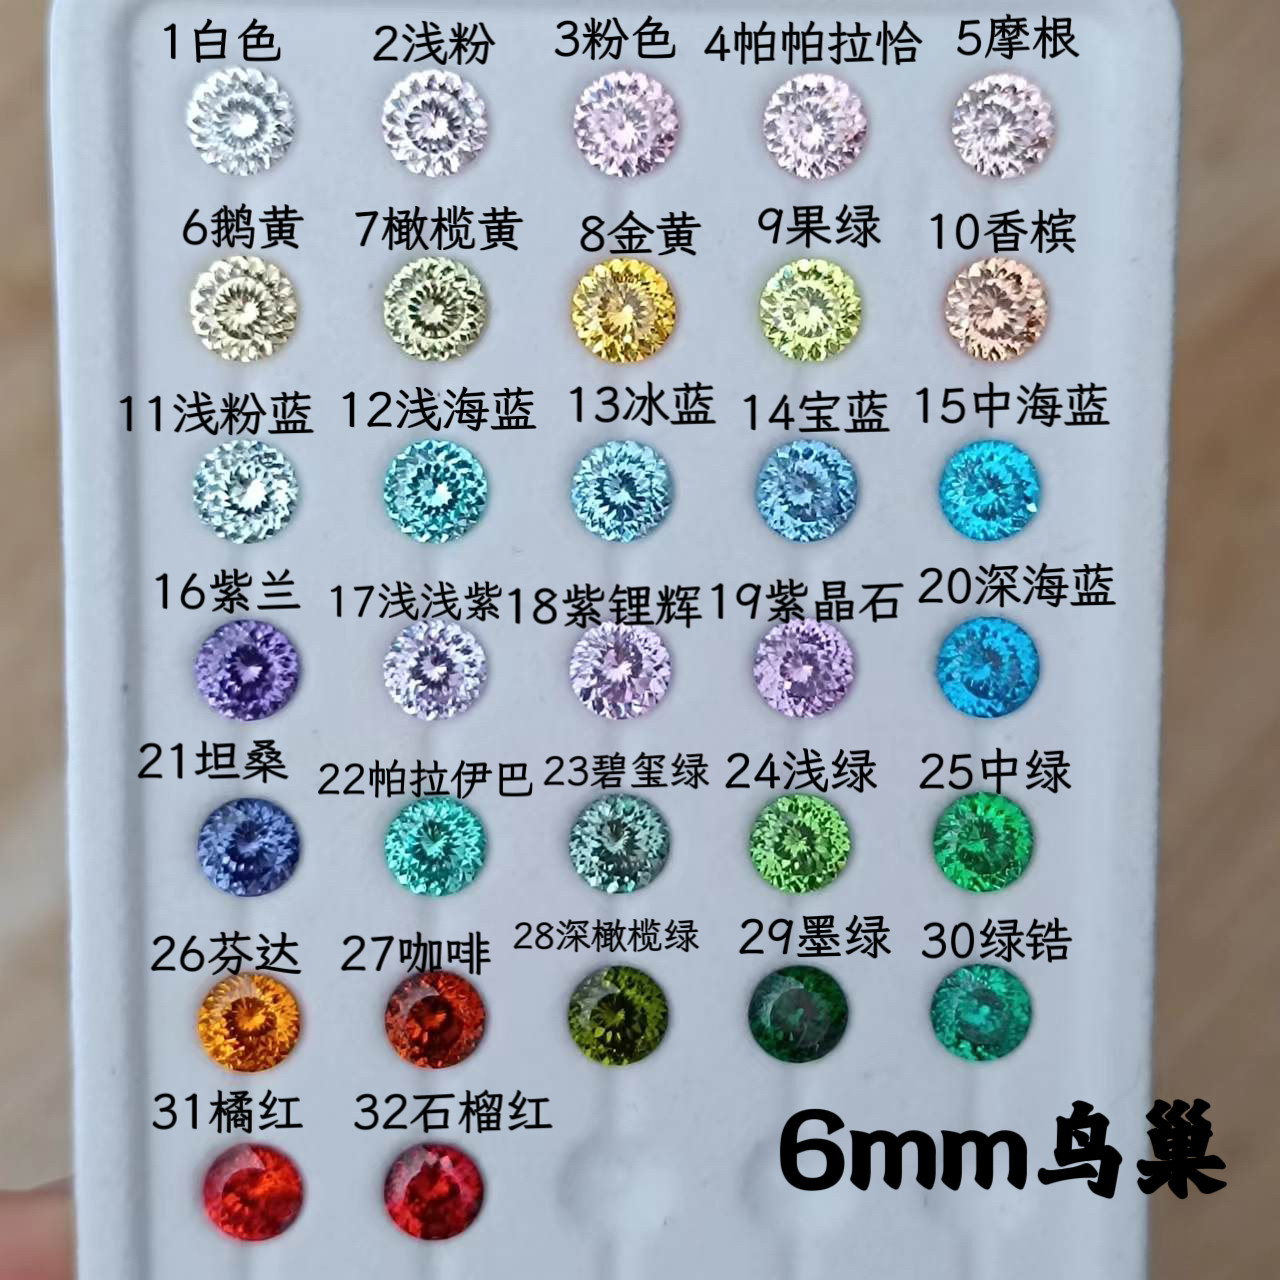 1白色 2浅粉 3粉色 4帕帕拉恰 5摩根
6鹅黄 7橄榄黄 8金黄 9果绿 10香槟
11浅粉蓝 12浅海蓝 13冰蓝 14宝蓝 15中海蓝
16紫兰 17浅浅紫 18紫锂辉 19紫晶石 20深海蓝
21坦桑 22帕拉伊巴 23碧玺绿 24浅绿 25中绿
26芬达 27咖啡 28深橄榄绿 29墨绿 30绿锆
31橘红 32石榴红
6mm鸟巢